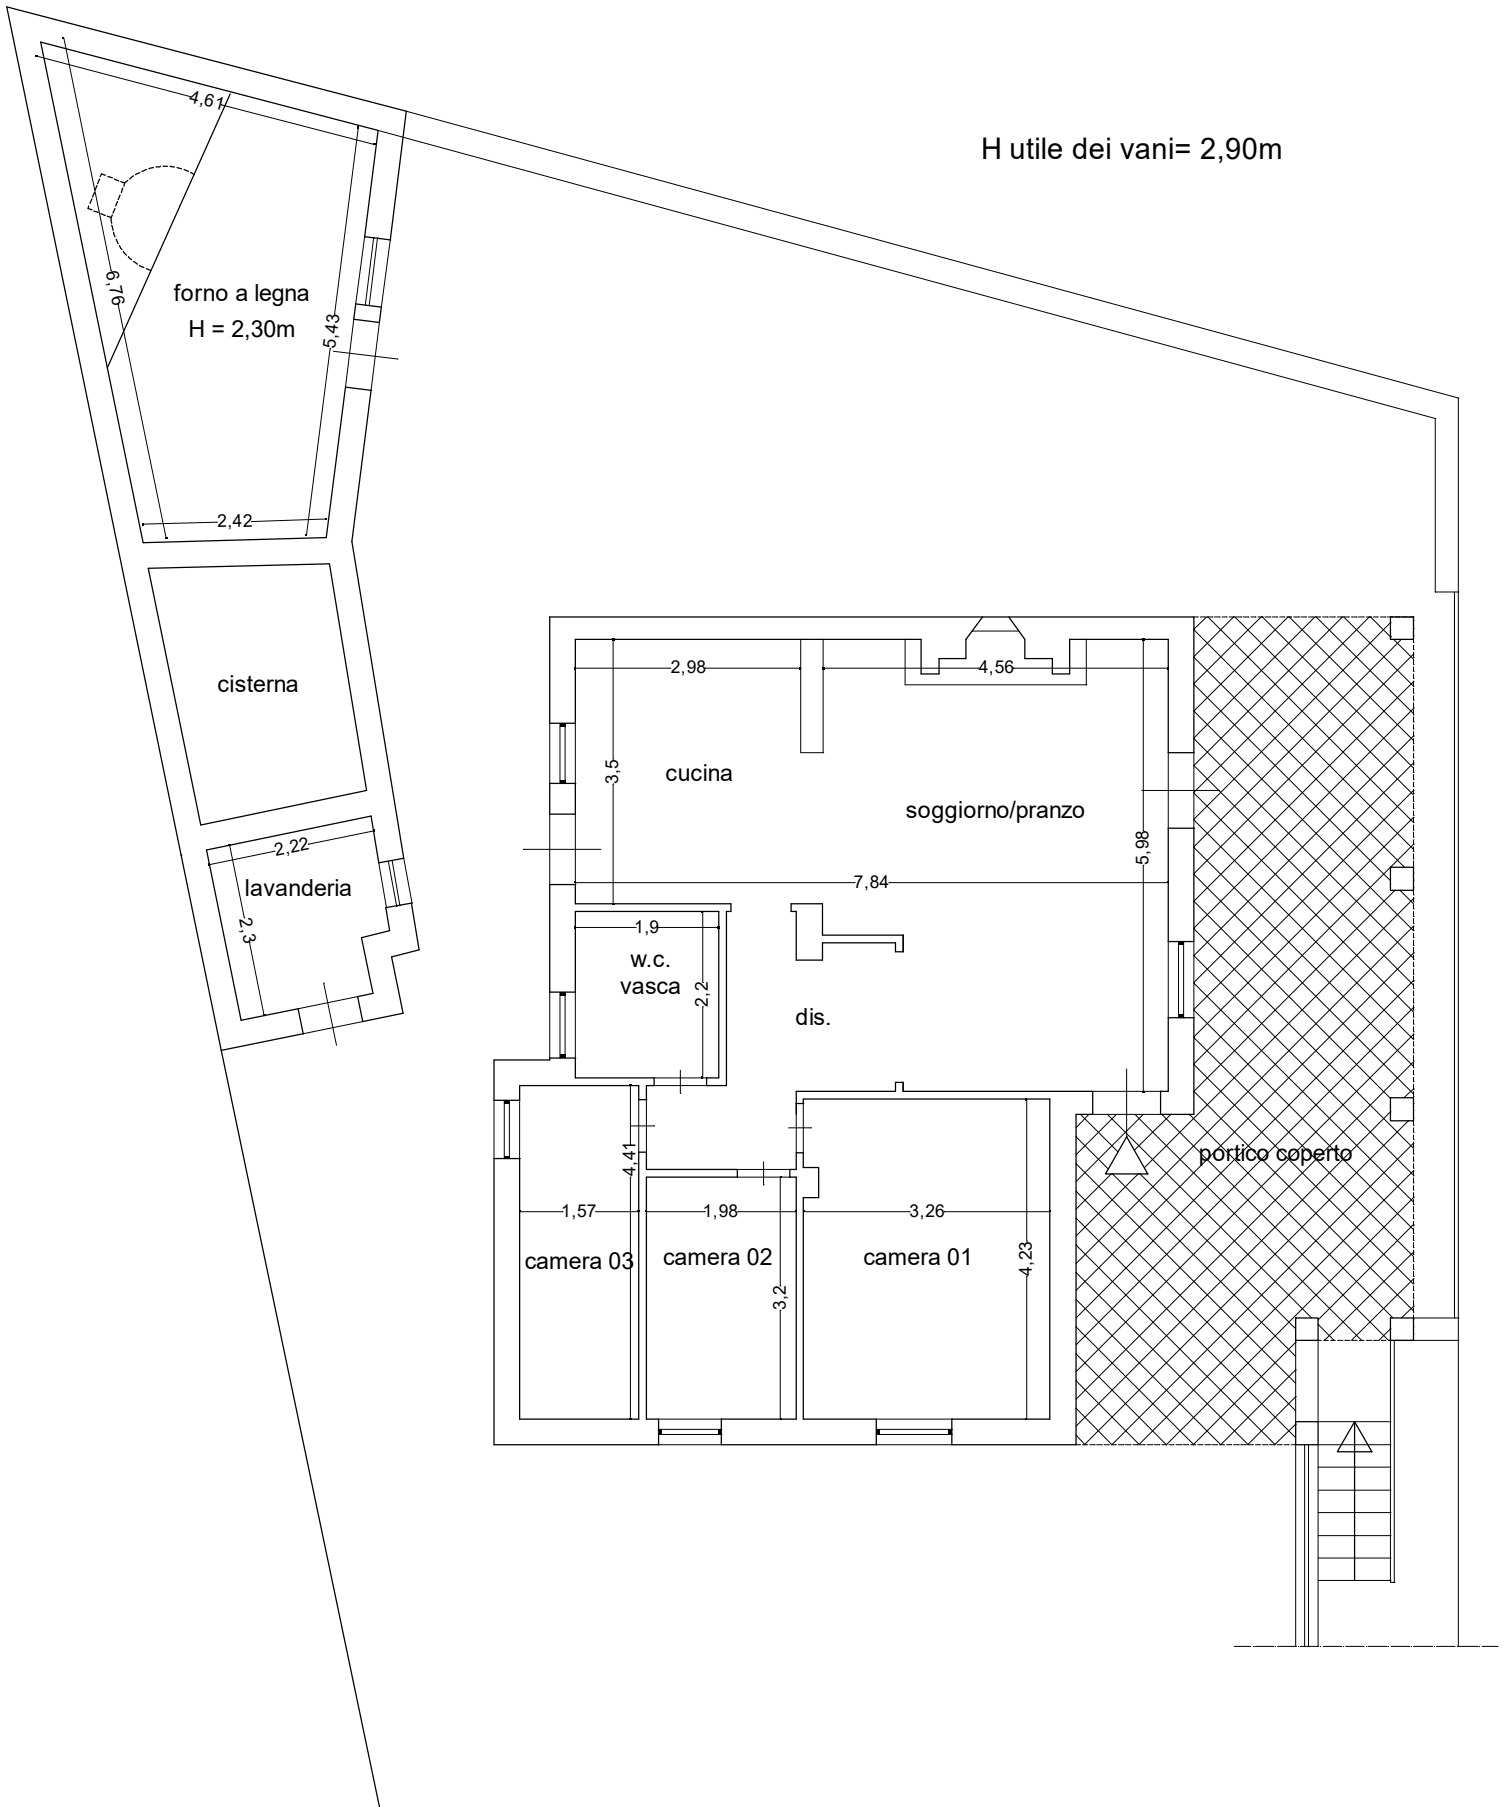 4,61
H utile dei vani= 2,90m
6,76
forno a legna
H = 2,30m
5,43
2,42
cisterna
2,22
lavanderia
2,3
2,98
4,56
3,5
cucina
soggiorno/pranzo
5,98
7,84
1,9
w.c.
vasca
2,2
dis.
portico coperto
4,41
1,57
1,98
3,26
camera 03
camera 02
camera 01
3,2
4,23